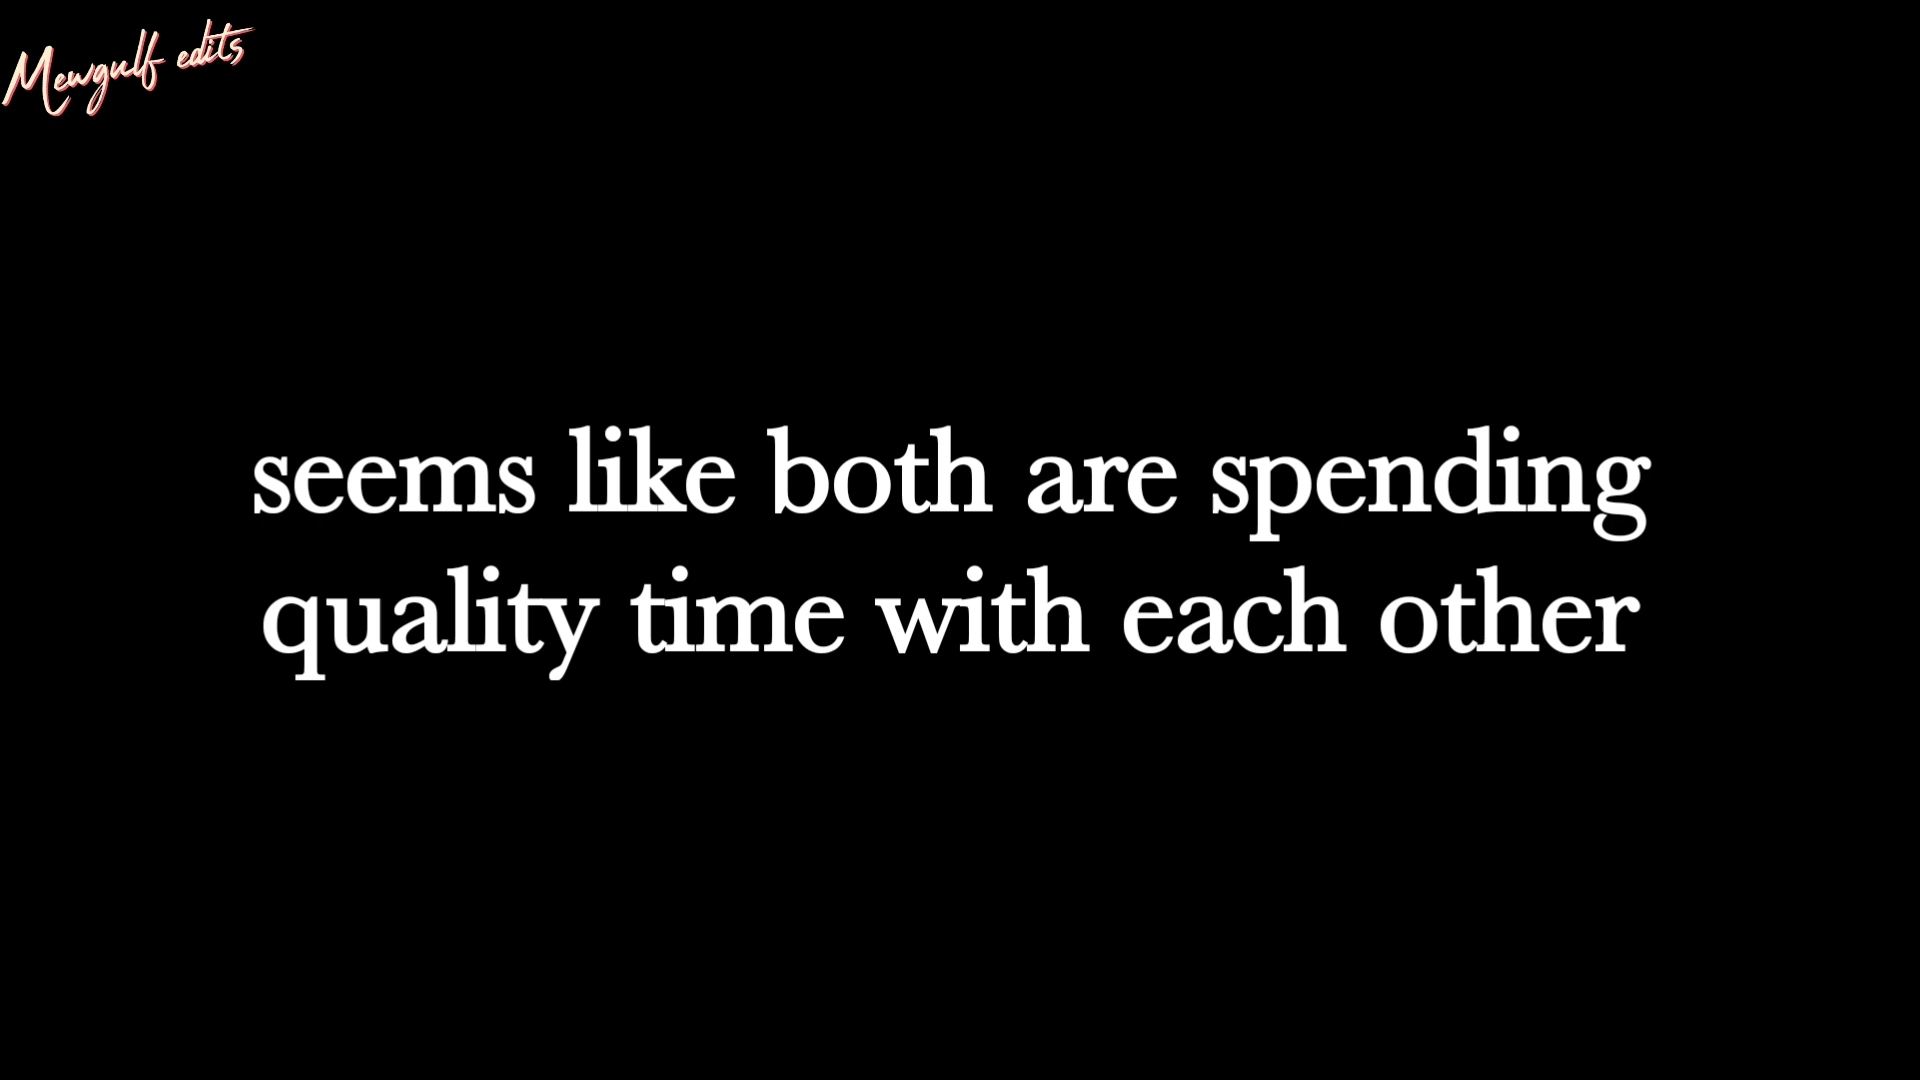 Mewgulf edits
seems like both are spending
quality time with each other